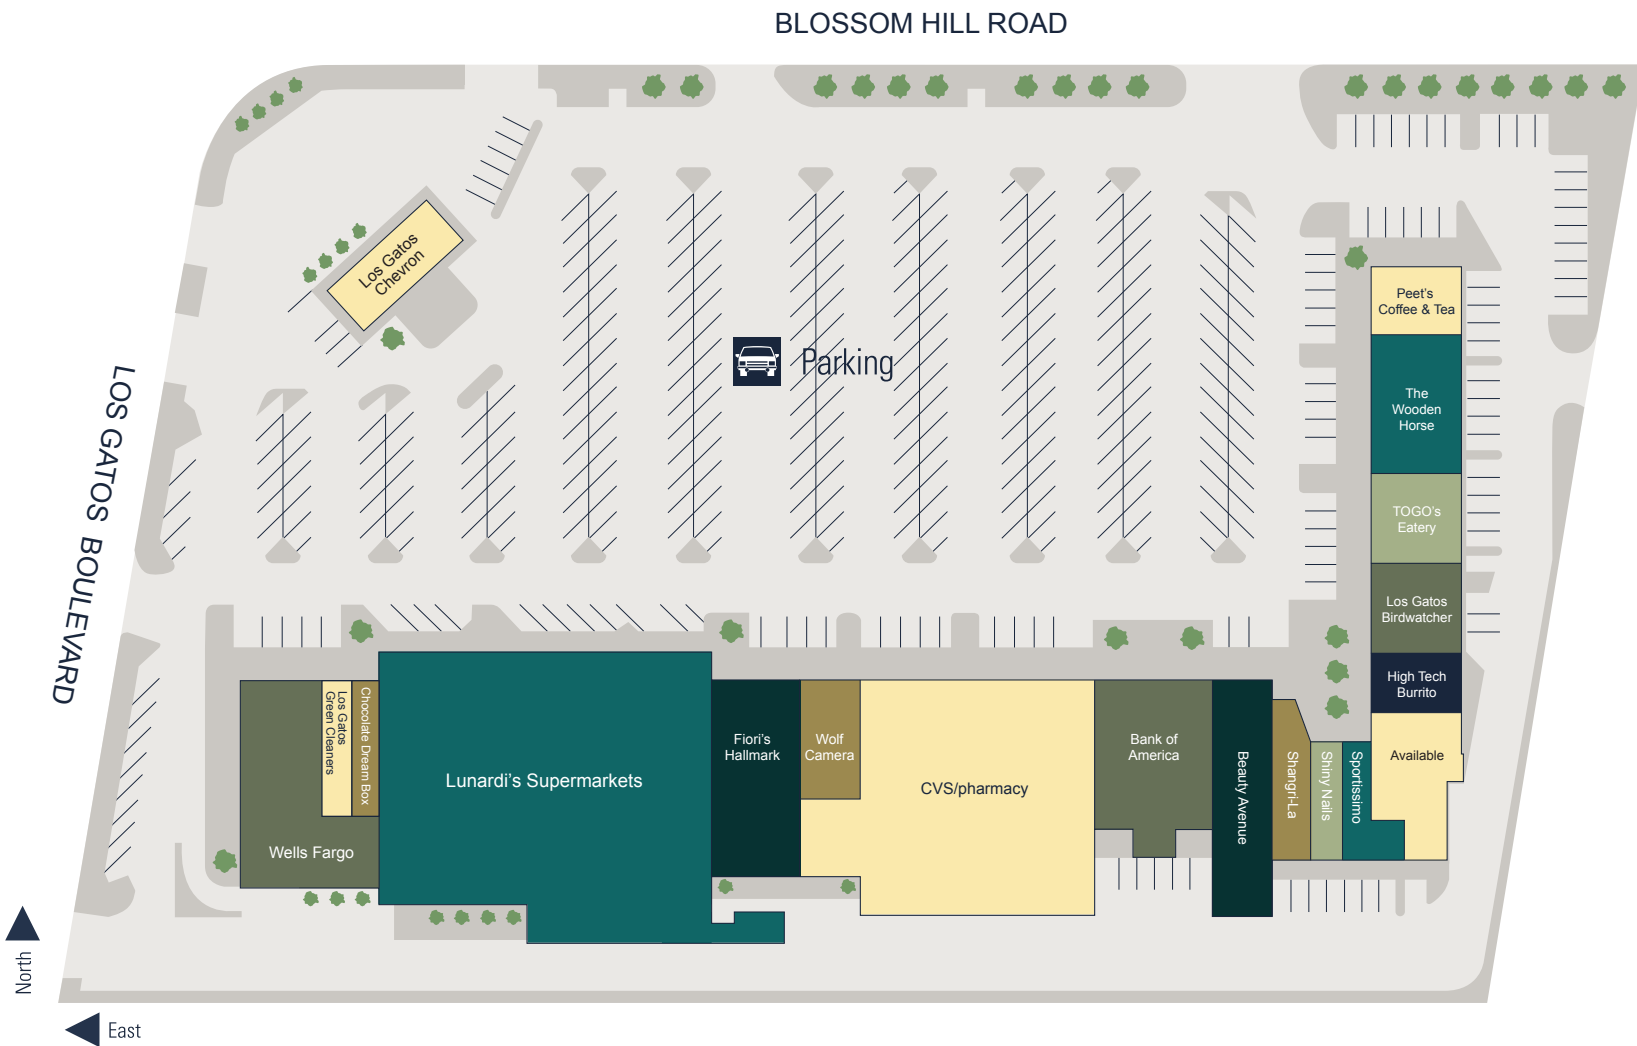 BLOSSOM HILL ROAD
Los Gatos
Chevron
Peet's
Coffee & Tea
Parking
LOS GATOS BOULEVARD
The
Wooden
Horse
TOGO's
Eatery
Los Gatos
Birdwatcher
High Tech
Burrito
Los Gatos
Green Cleaners
Chocolate Dream Box
Fiori's
Hallmark
Wolf
Camera
Bank of
America
Beauty Avenue
Shangri-La
Shiny Nails
Sportissimo
Available
Lunardi's Supermarkets
CVS/pharmacy
Wells Fargo
North
East